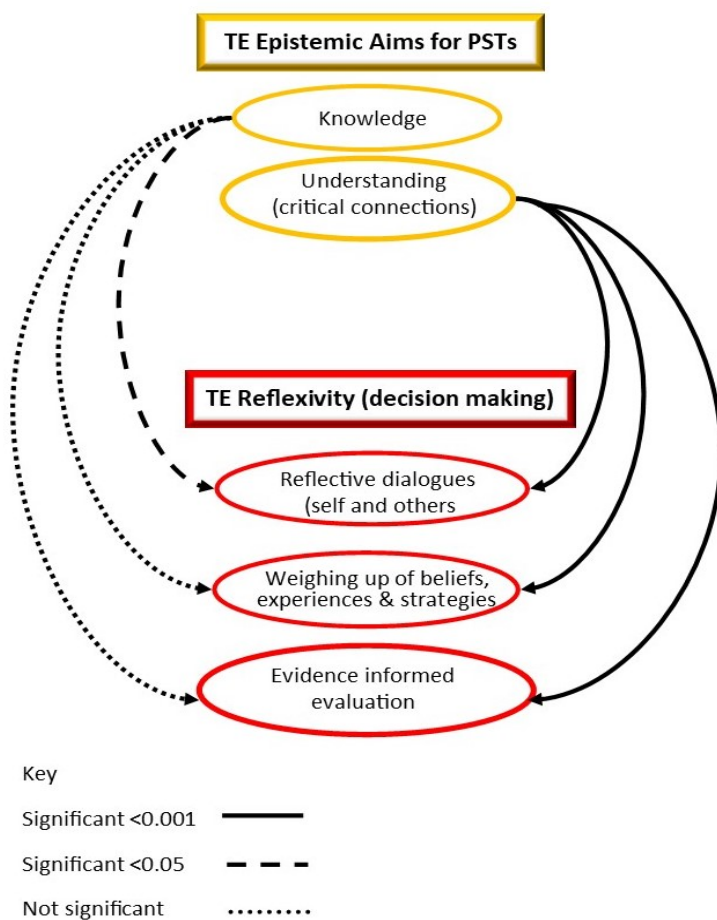 TE Epistemic Aims for PSTs
Knowledge
Understanding
(critical connections)
TE Reflexivity (decision making)
Reflective dialogues
(self and others
Weighing up of beliefs,
experiences & strategies
Evidence informed
evaluation
Key
Significant <0.001
Significant <0.05
Not significant